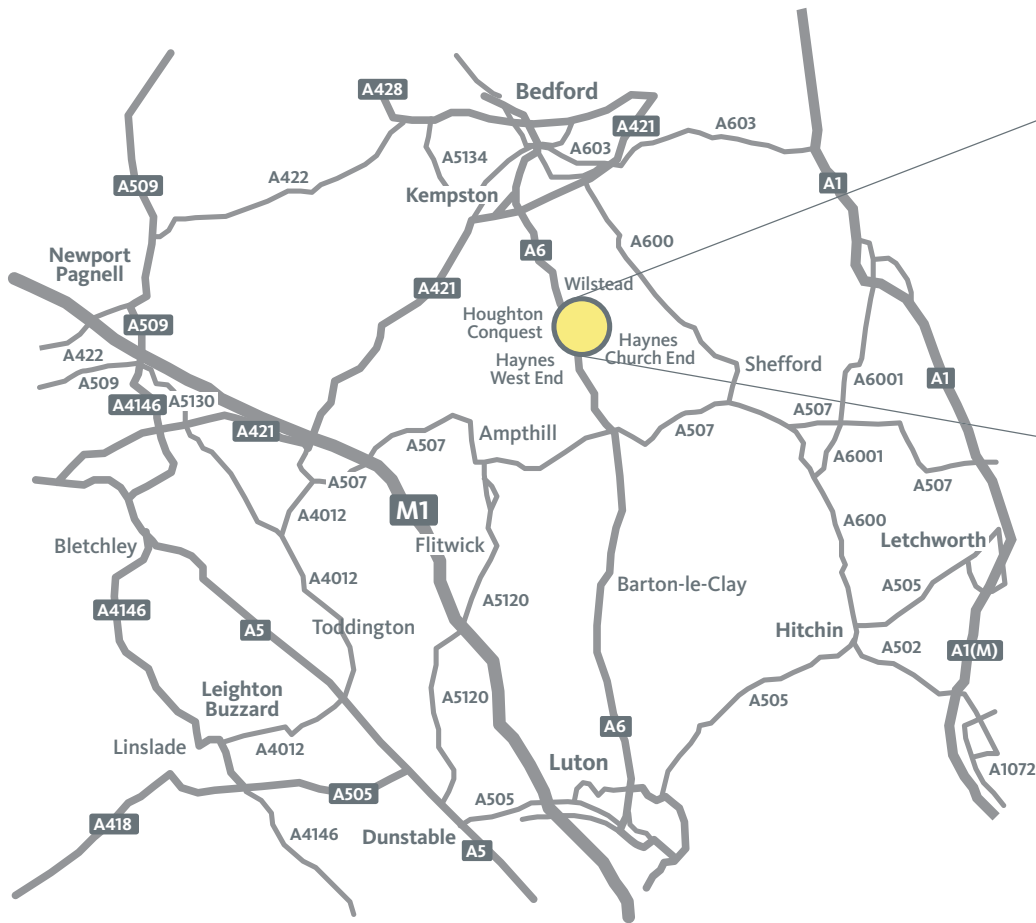 A428
Bedford
A421
A603
A5134
A603
A422
A509
Kempston
A1
A600
Newport
Pagnell
A6
Wilstead
A421
Houghton
Conquest
A509
Haynes
Church End
A422
Haynes
West End
Shefford
A509
A5130
A6001
A1
A4146
A421
A507
A507
Ampthill
A507
A507
A6001
A507
M1
A4012
A600
Letchworth
Bletchley
Flitwick
A4012
Barton-le-Clay
A505
A4146
A5120
A5
Toddington
Hitchin
A502
A1(M)
Leighton
Buzzard
A5120
A505
A6
Linslade
A4012
Luton
A1072
A505
A505
A418
A4146
Dunstable
A5